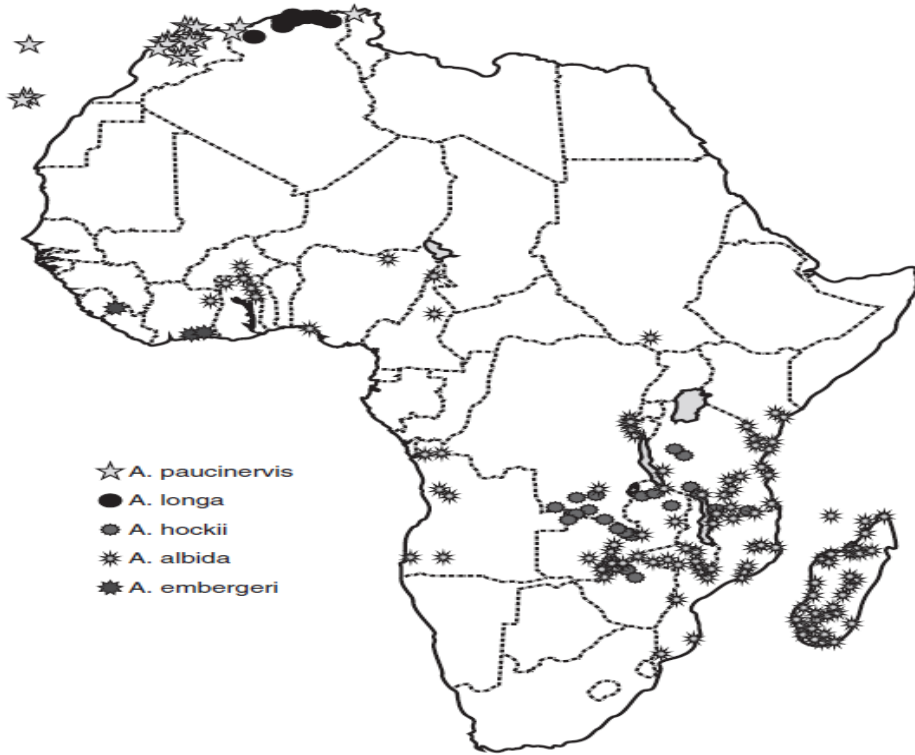 A. paucinervis
A. longa
A. hockii
A. albida
A. embergeri